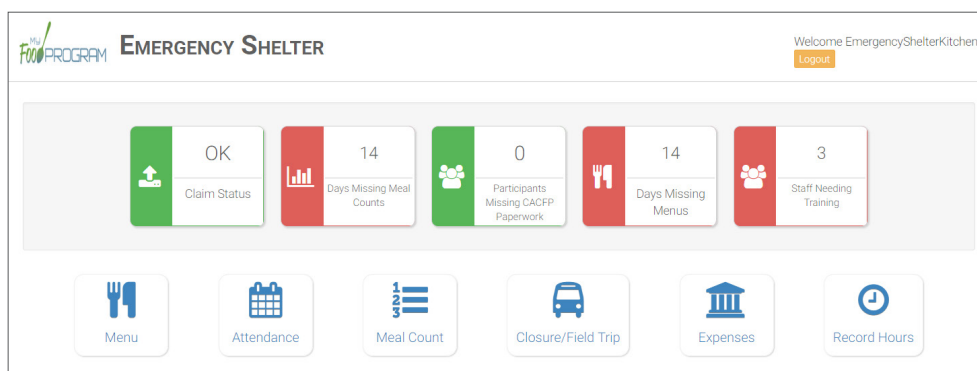 My
Food PROGRAM
EMERGENCY SHELTER
Welcome EmergencyShelterKitchen
Logout
OK
Claim Status
14
Days Missing Meal
Counts
0
Participants
Missing CACFP
Paperwork
14
Days Missing
Menus
3
Staff Needing
Training
Menu
Attendance
1
2
3
Meal Count
Closure/Field Trip
Expenses
Record Hours